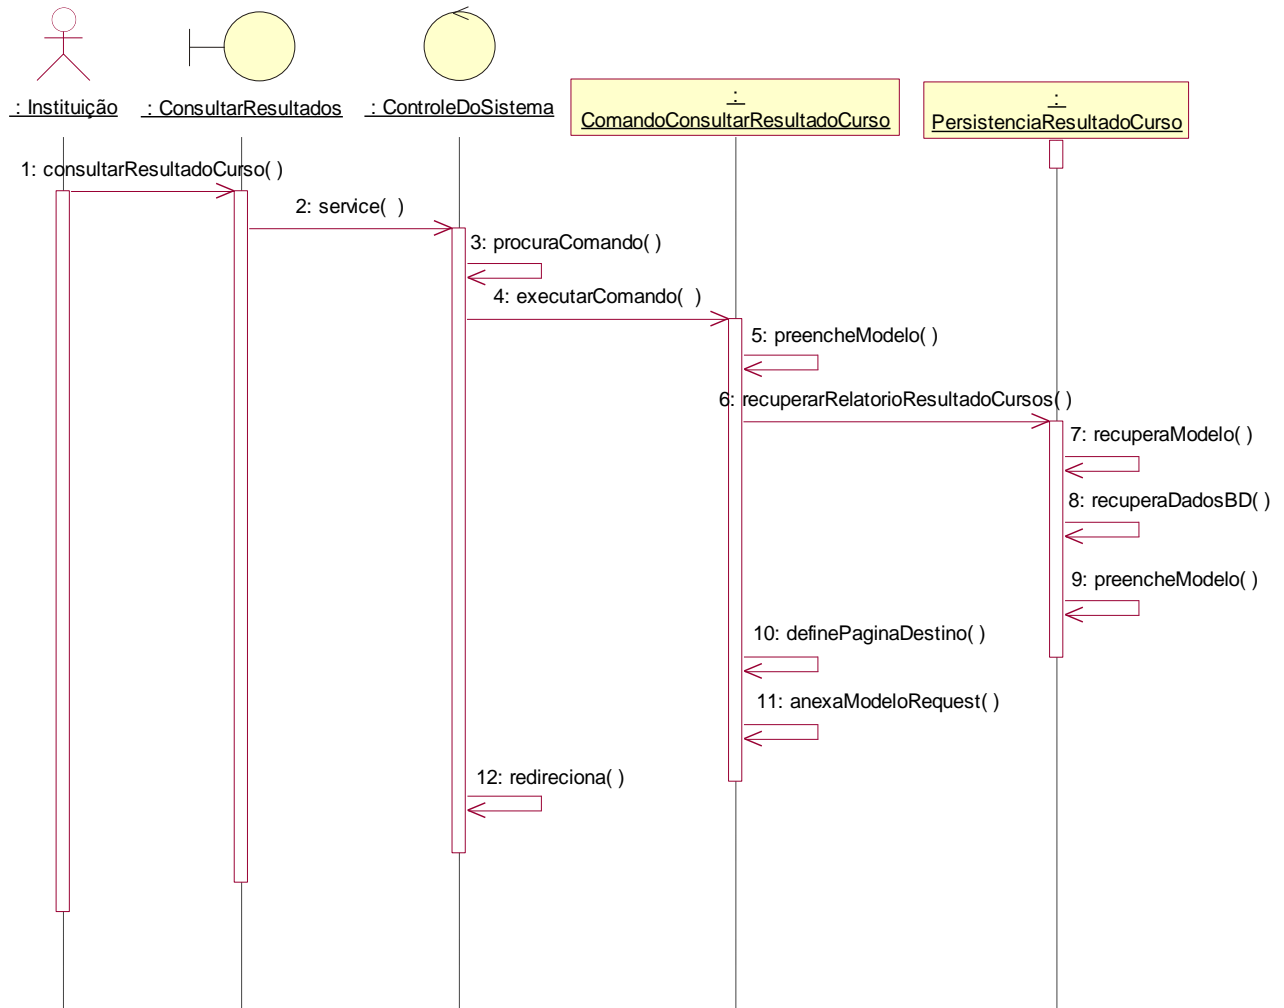 : Instituição
: ConsultarResultados
: ControleDoSistema
:
ComandoConsultarResultadoCurso
:
PersistenciaResultadoCurso
1: consultarResultadoCurso( )
2: service(  )
3: procuraComando( )
4: executarComando(  )
5: preencheModelo( )
6: recuperarRelatorioResultadoCursos( )
7: recuperaModelo( )
8: recuperaDadosBD( )
9: preencheModelo( )
10: definePaginaDestino( )
11: anexaModeloRequest( )
12: redireciona( )